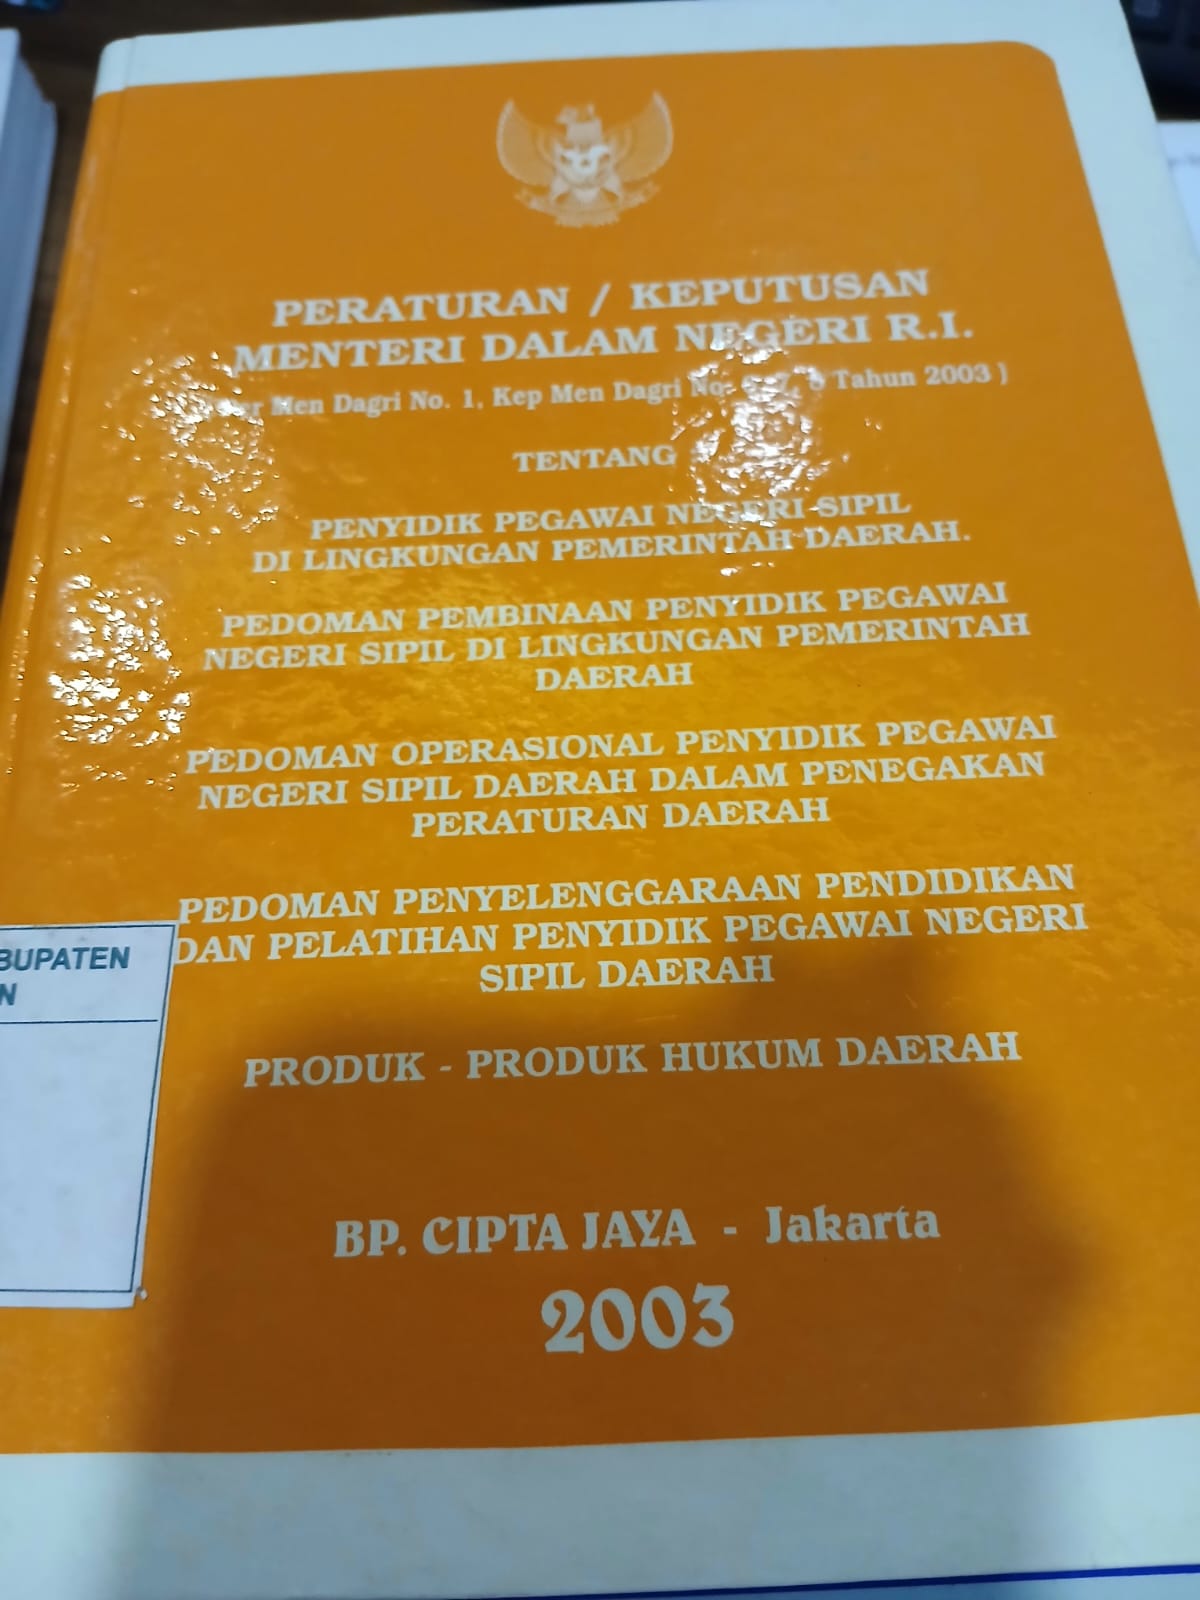 PERATURAN / KEPUTUSAN
MENTERI DALAM NEGERI R.I.
Men Dagri No. 1, Kep Men Dagri No. Tahun 2003 )
TENTANG
PENYIDIK PEGAWAI NEGERI SIPIL
DI LINGKUNGAN PEMERINTAH DAERAH.
PEDOMAN PEMBINAAN PENYIDIK PEGAWAI
NEGERI SIPIL DI LINGKUNGAN PEMERINTAH
DAERAH
PEDOMAN OPERASIONAL PENYIDIK PEGAWAI
NEGERI SIPIL DAERAH DALAM PENEGAKAN
PERATURAN DAERAH
PEDOMAN PENYELENGGARAAN PENDIDIKAN
DAN PELATIHAN PENYIDIK PEGAWAI NEGERI
SIPIL DAERAH
BUPATEN
N
PRODUK - PRODUK HUKUM DAERAH
BP. CIPTA JAYA - Jakarta
2003